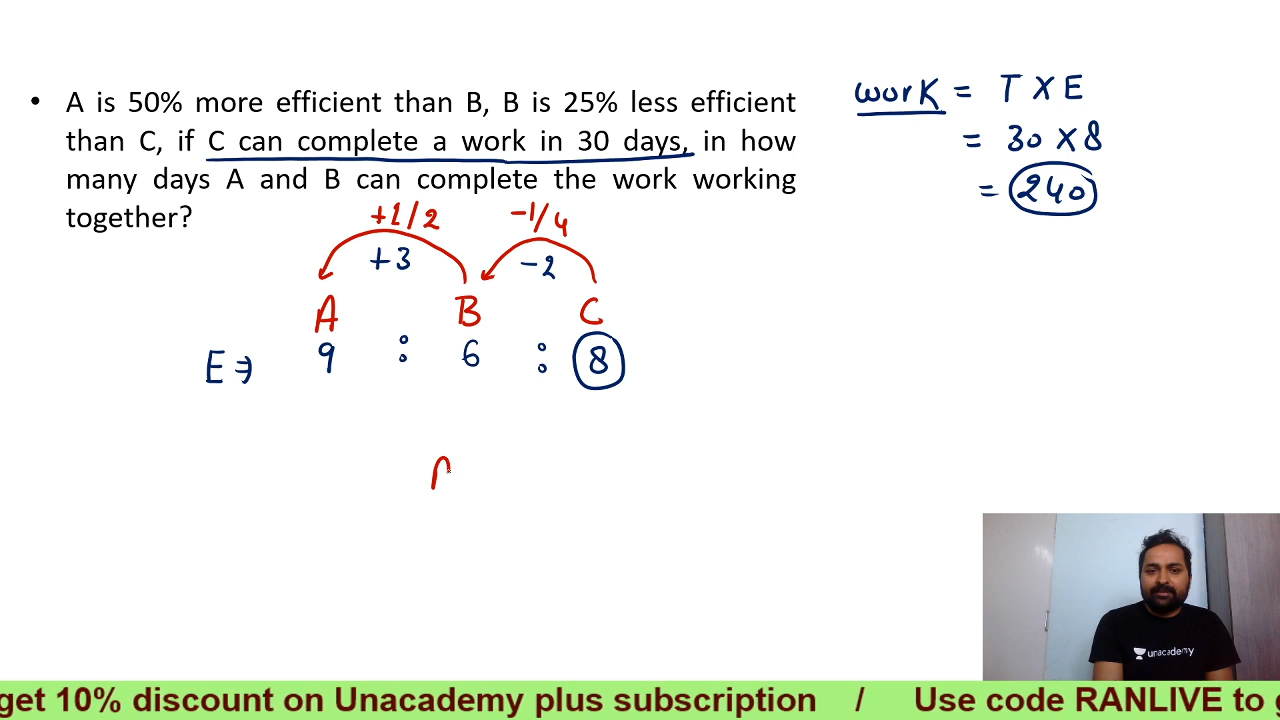 • A is 50% more efficient than B, B is 25% less efficient
than C, if C can complete a work in 30 days, in how
many days A and B can complete the work working
together?
work = T X E
= 30 X 8
= 240
+1/2 -1/4
+3 -2
A B C
E⇒ 9 : 6 : 8
unacademy
get 10% discount on Unacademy plus subscription / Use code RANLIVE to